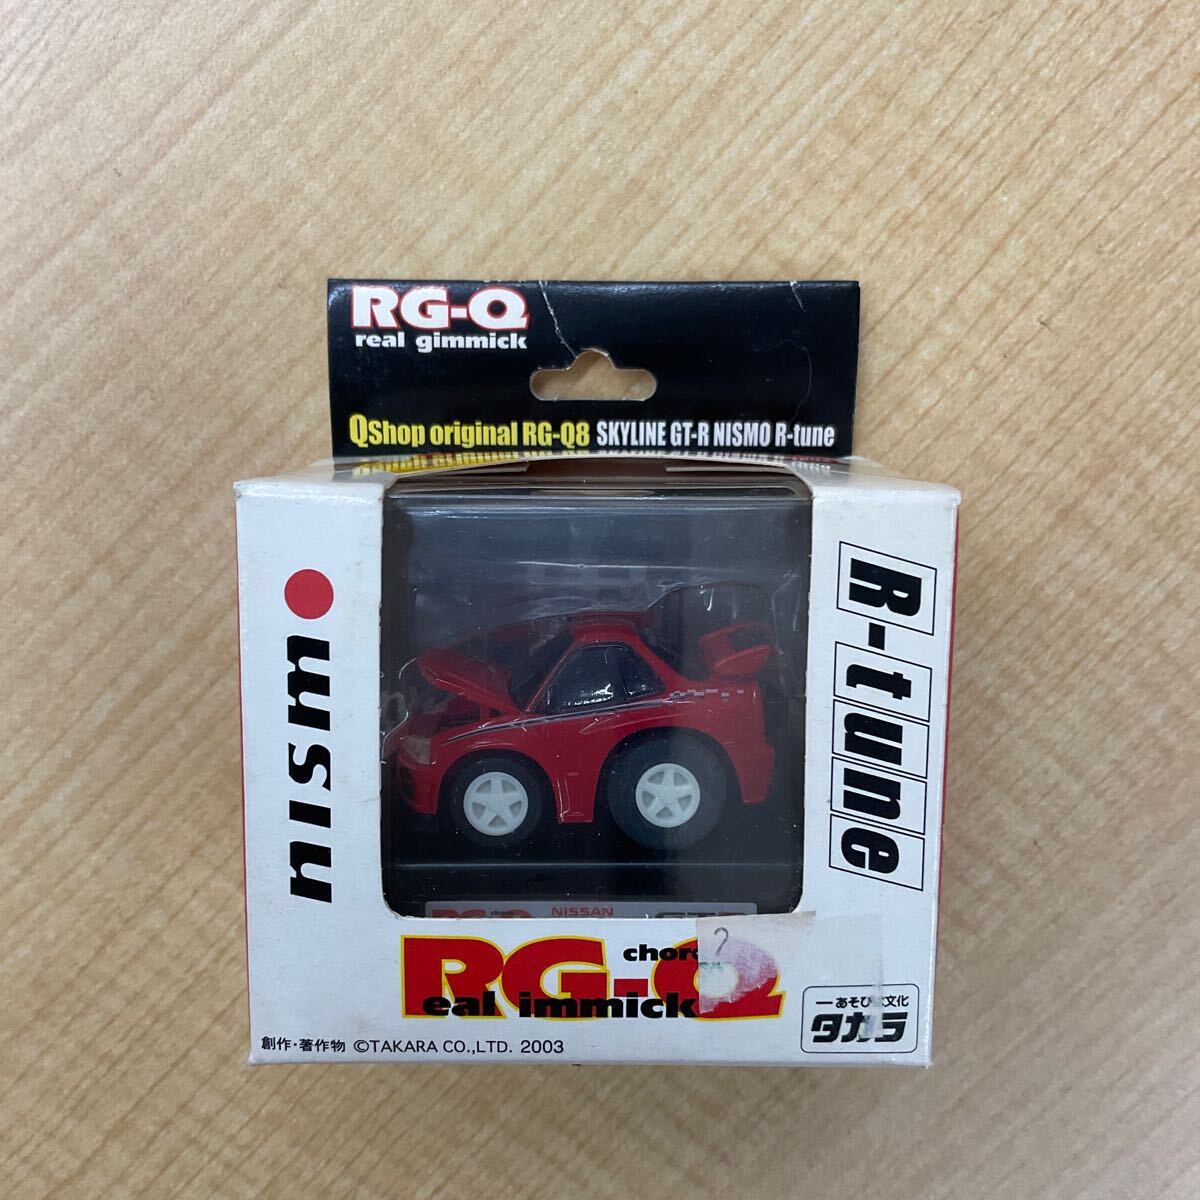 RG-Q
real gimmick
QShop original RG-Q8 SKYLINE GT-R NISMO R-tune
nismo
R-tune
NISSAN
RG-Q
eal immick
?
創作・著作物 ©TAKARA CO.,LTD. 2003
タカラ